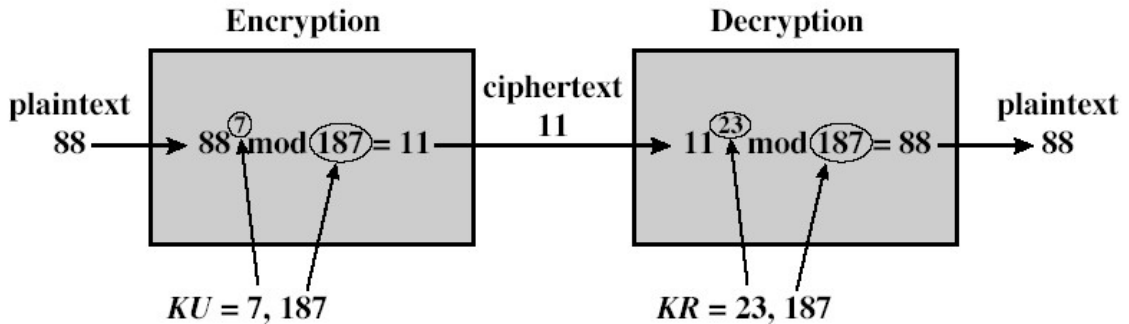 Encryption
Decryption
plaintext
88
88^7 mod 187 = 11
ciphertext
11
11^23 mod 187 = 88
plaintext
88
KU = 7, 187
KR = 23, 187